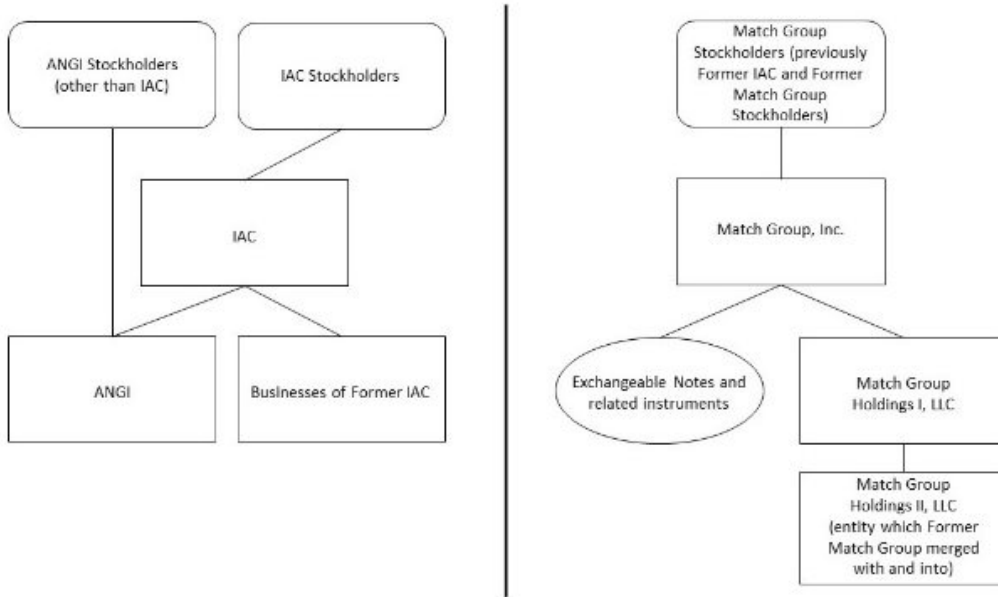 ANGI Stockholders
(other than IAC)
IAC Stockholders
IAC
ANGI
Businesses of Former IAC
Match Group
Stockholders (previously
Former IAC and Former
Match Group
Stockholders)
Match Group, Inc.
Exchangeable Notes and
related instruments
Match Group
Holdings I, LLC
Match Group
Holdings II, LLC
(entity which Former
Match Group merged
with and into)